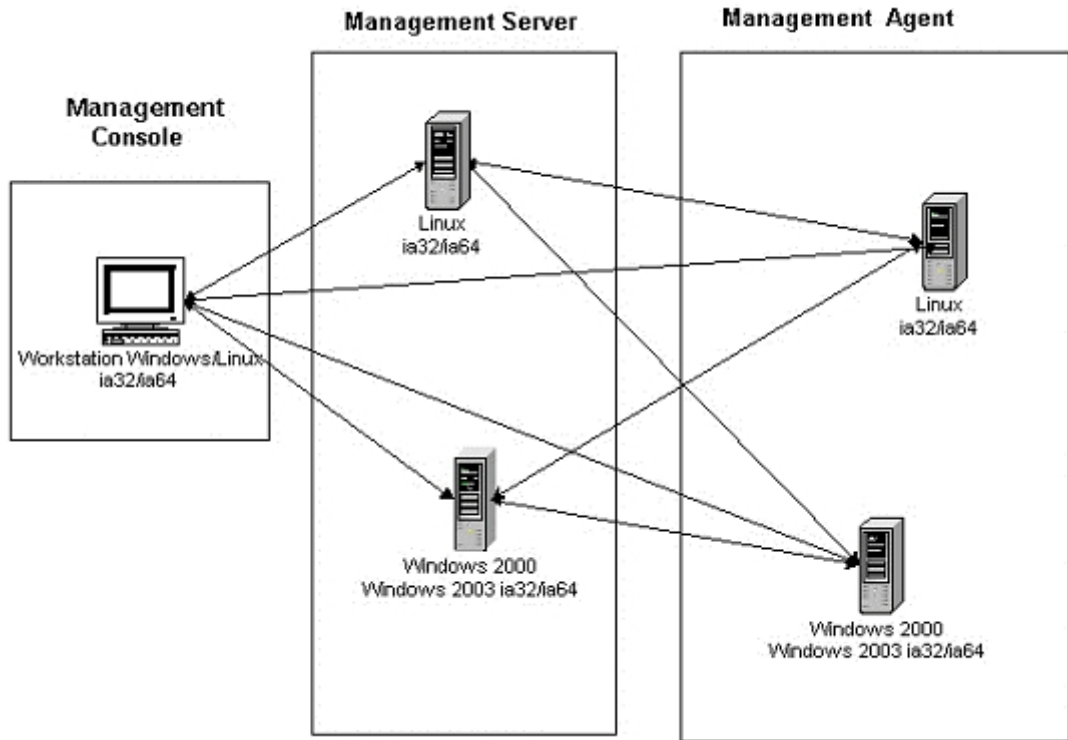 Management Server
Management Agent
Management
Console
Linux
ia32/ia64
Linux
ia32/ia64
Workstation Windows/Linux
ia32/ia64
Windows 2000
Windows 2003 ia32/ia64
Windows 2000
Windows 2003 ia32/ia64